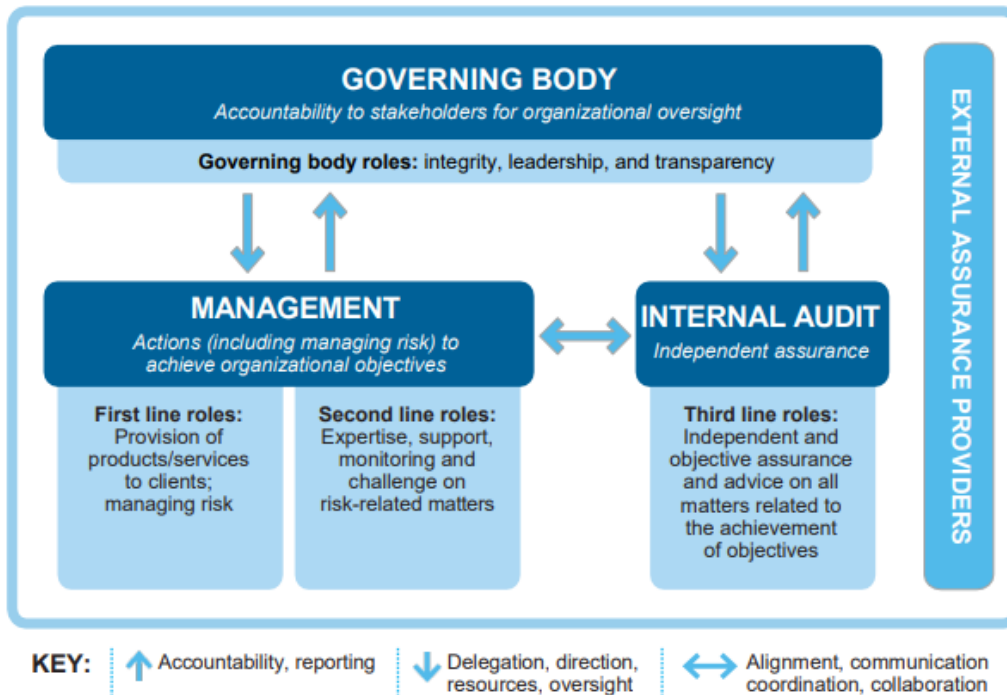 GOVERNING BODY
Accountability to stakeholders for organizational oversight
Governing body roles: integrity, leadership, and transparency
MANAGEMENT
Actions (including managing risk) to
achieve organizational objectives
First line roles:
Provision of
products/services
to clients;
managing risk
Second line roles:
Expertise, support,
monitoring and
challenge on
risk-related matters
INTERNAL AUDIT
Independent assurance
Third line roles:
Independent and
objective assurance
and advice on all
matters related to
the achievement
of objectives
EXTERNAL ASSURANCE PROVIDERS
KEY:
Accountability, reporting
Delegation, direction,
resources, oversight
Alignment, communication
coordination, collaboration